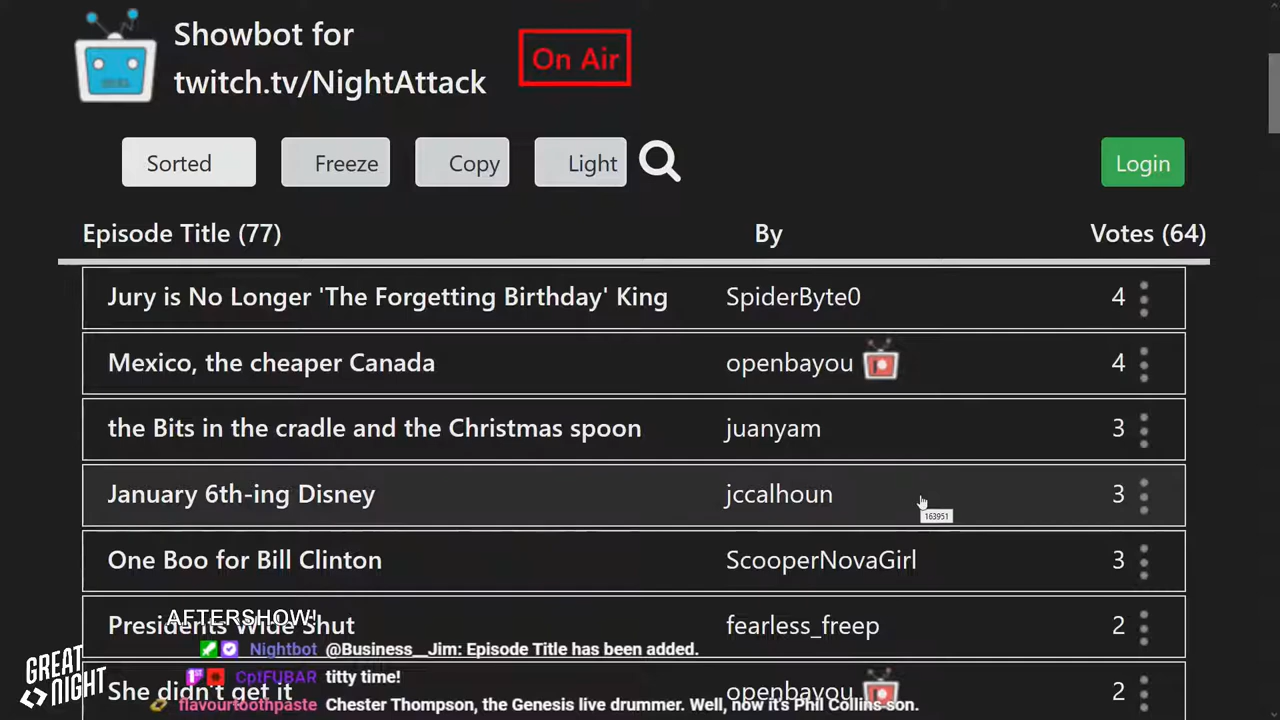 Showbot for
twitch.tv/NightAttack
On Air
Sorted Freeze Copy Light Login
Episode Title (77) By Votes (64)
Jury is No Longer 'The Forgetting Birthday' King SpiderByte0 4
Mexico, the cheaper Canada openbayou 4
the Bits in the cradle and the Christmas spoon juanyam 3
January 6th-ing Disney jccalhoun 3
163951
One Boo for Bill Clinton ScooperNovaGirl 3
AFTERSHOW!
Presidents Wide Shut fearless_freep 2
Nightbot @Business__Jim: Episode Title has been added.
CptFUBAR titty time!
She didn't get it openbayou 2
flavourtoothpaste Chester Thompson, the Genesis live drummer. Well, now it's Phil Collins son.
GREAT
NIGHT